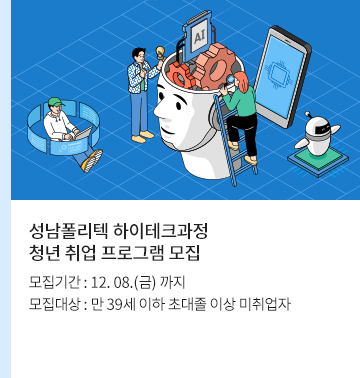 AI
성남폴리텍 하이테크과정
청년 취업 프로그램 모집
모집기간 : 12. 08.(금) 까지
모집대상 : 만 39세 이하 초대졸 이상 미취업자